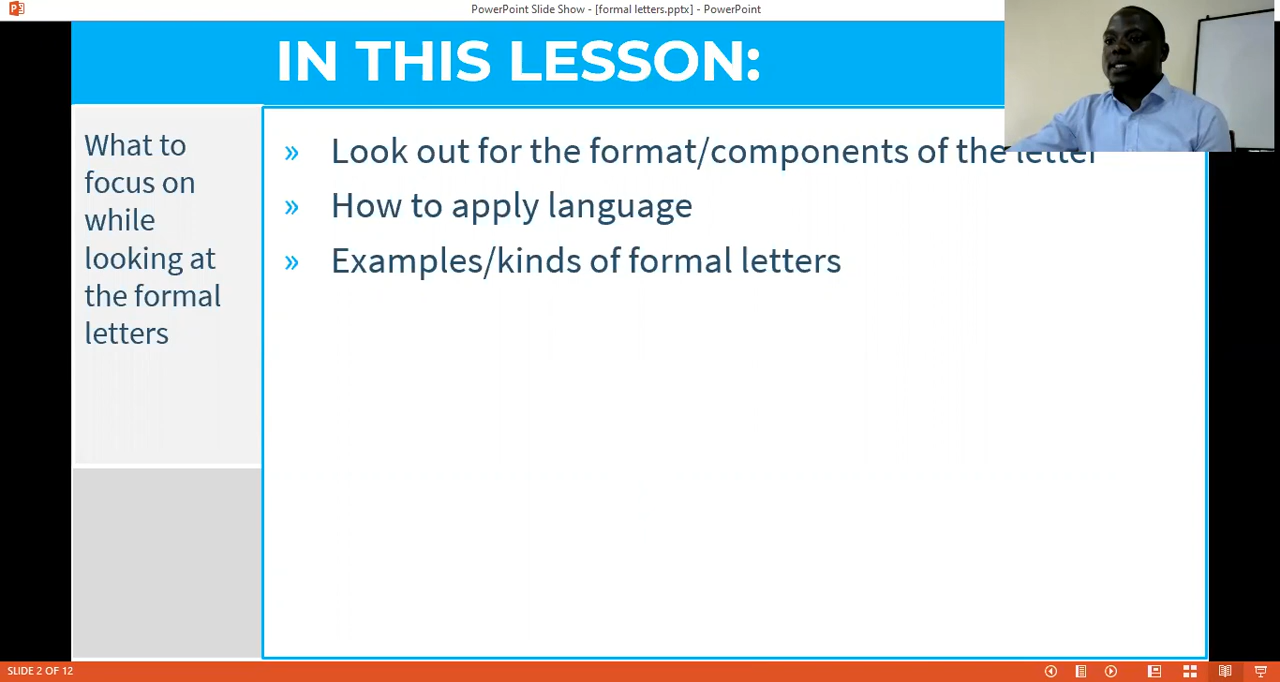 PowerPoint Slide Show - [formal letters.pptx] - PowerPoint
IN THIS LESSON:
What to
focus on
while
looking at
the formal
letters
» Look out for the format/components of the letter
» How to apply language
» Examples/kinds of formal letters
SLIDE 2 OF 12